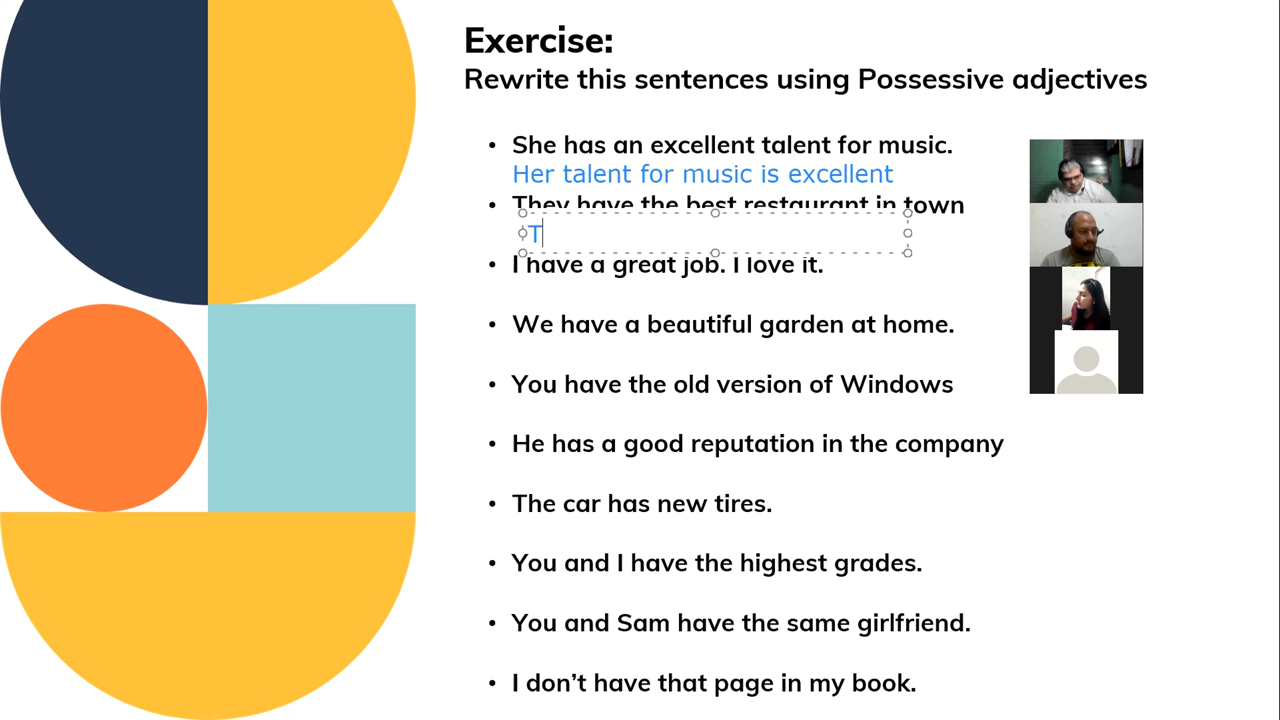 Exercise:
Rewrite this sentences using Possessive adjectives
• She has an excellent talent for music.
Her talent for music is excellent
• They have the best restaurant in town
T
• I have a great job. I love it.
• We have a beautiful garden at home.
• You have the old version of Windows
• He has a good reputation in the company
• The car has new tires.
• You and I have the highest grades.
• You and Sam have the same girlfriend.
• I don’t have that page in my book.